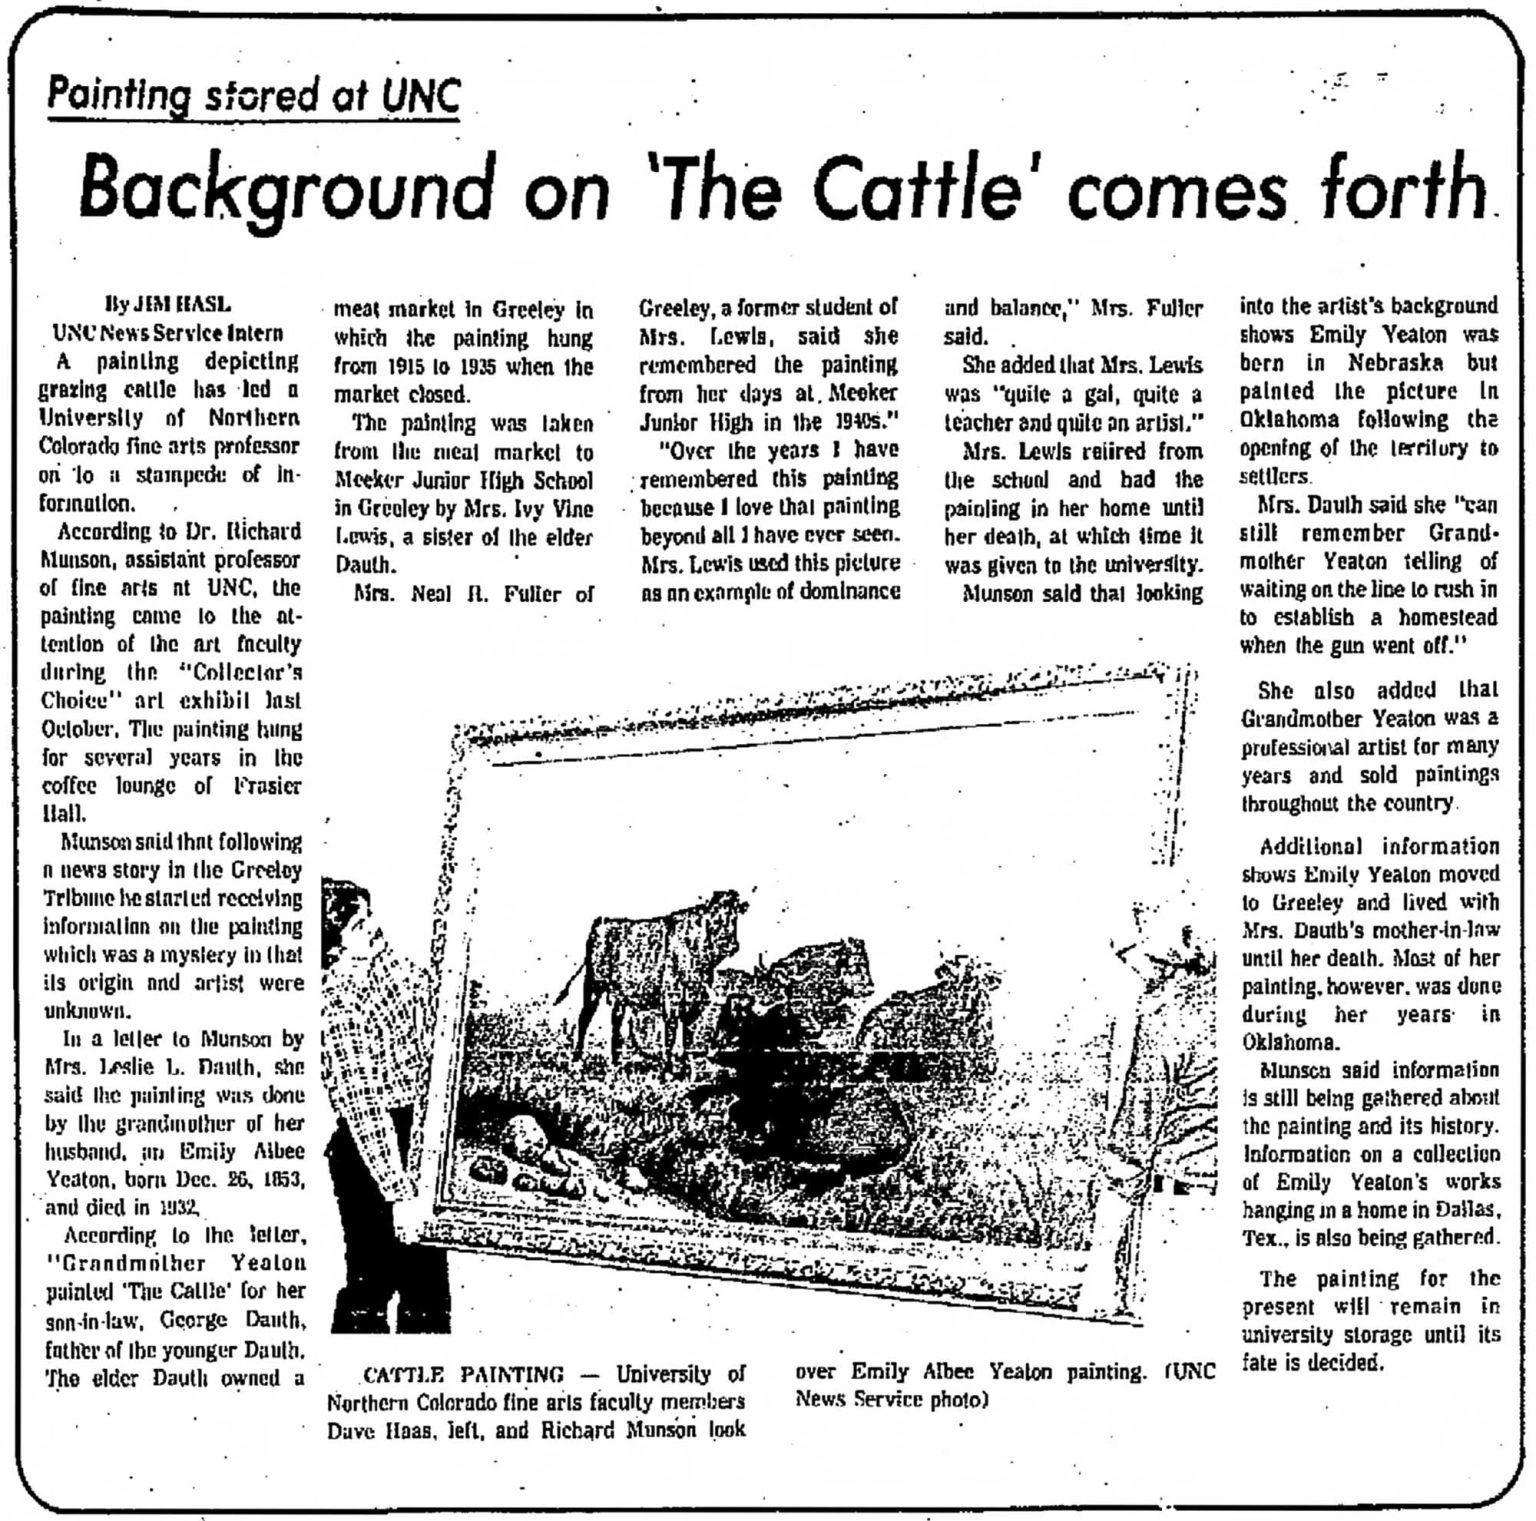 Painting stored at UNC
Background on 'The Cattle' comes forth
By JIM HASL
UNC News Service Intern
A painting depicting
grazing cattle has led a
University of Northern
Colorado fine arts professor
on to a stampede of in-
formation.
According to Dr. Richard
Munson, assistant professor
of fine arts at UNC, the
painting came to the at-
tention of the art faculty
during the "Collector's
Choice" art exhibit last
October. The painting hung
for several years in the
coffee lounge of Frasier
Hall.
Munson said that following
a news story in the Greeley
Tribune he started receiving
information on the painting
which was a mystery in that
its origin and artist were
unknown.
In a letter to Munson by
Mrs. Leslie L. Dauth, she
said the painting was done
by the grandmother of her
husband, an Emily Albee
Yeaton, born Dec. 26, 1853,
and died in 1932.
According to the letter,
"Grandmother Yeaton
painted 'The Cattle' for her
son-in-law, George Dauth,
father of the younger Dauth.
The elder Dauth owned a
meat market in Greeley in
which the painting hung
from 1915 to 1935 when the
market closed.
The painting was taken
from the meat market to
Meeker Junior High School
in Greeley by Mrs. Ivy Vine
Lewis, a sister of the elder
Dauth.
Mrs. Neal R. Fuller of
Greeley, a former student of
Mrs. Lewis, said she
remembered the painting
from her days at Meeker
Junior High in the 1940s."
"Over the years I have
remembered this painting
because I love that painting
beyond all I have ever seen.
Mrs. Lewis used this picture
as an example of dominance
and balance," Mrs. Fuller
said.
She added that Mrs. Lewis
was "quite a gal, quite a
teacher and quite an artist."
Mrs. Lewis retired from
the school and had the
painting in her home until
her death, at which time it
was given to the university.
Munson said that looking
into the artist's background
shows Emily Yeaton was
born in Nebraska but
painted the picture in
Oklahoma following the
opening of the territory to
settlers.
Mrs. Dauth said she "can
still remember Grand-
mother Yeaton telling of
waiting on the line to rush in
to establish a homestead
when the gun went off."
She also added that
Grandmother Yeaton was a
professional artist for many
years and sold paintings
throughout the country.
Additional information
shows Emily Yeaton moved
to Greeley and lived with
Mrs. Dauth's mother-in-law
until her death. Most of her
painting, however, was done
during her years in
Oklahoma.
Munson said information
is still being gathered about
the painting and its history.
Information on a collection
of Emily Yeaton's works
hanging in a home in Dallas,
Tex., is also being gathered.
The painting for the
present will remain in
university storage until its
fate is decided.
CATTLE PAINTING — University of
Northern Colorado fine arts faculty members
Dave Haas, left, and Richard Munson look
over Emily Albee Yeaton painting. (UNC
News Service photo)